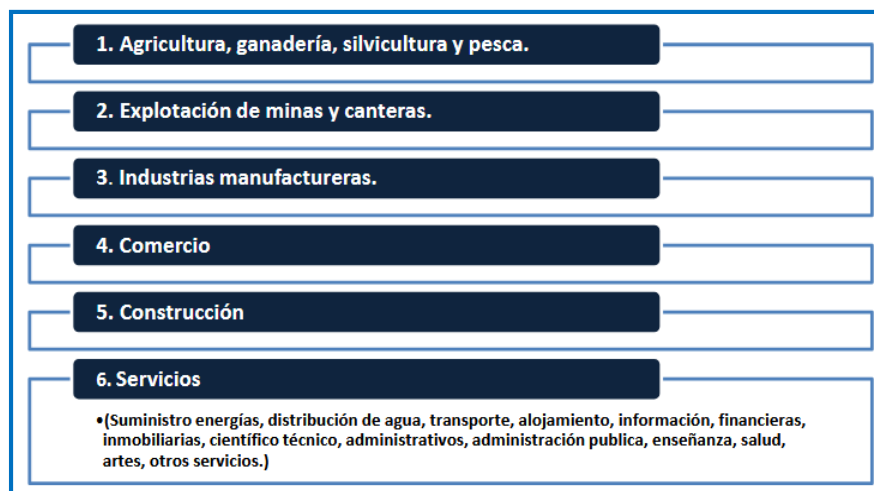 1. Agricultura, ganadería, silvicultura y pesca.
2. Explotación de minas y canteras.
3. Industrias manufactureras.
4. Comercio
5. Construcción
6. Servicios
•(Suministro energías, distribución de agua, transporte, alojamiento, información, financieras,
inmobiliarias, científico técnico, administrativos, administración publica, enseñanza, salud,
artes, otros servicios.)